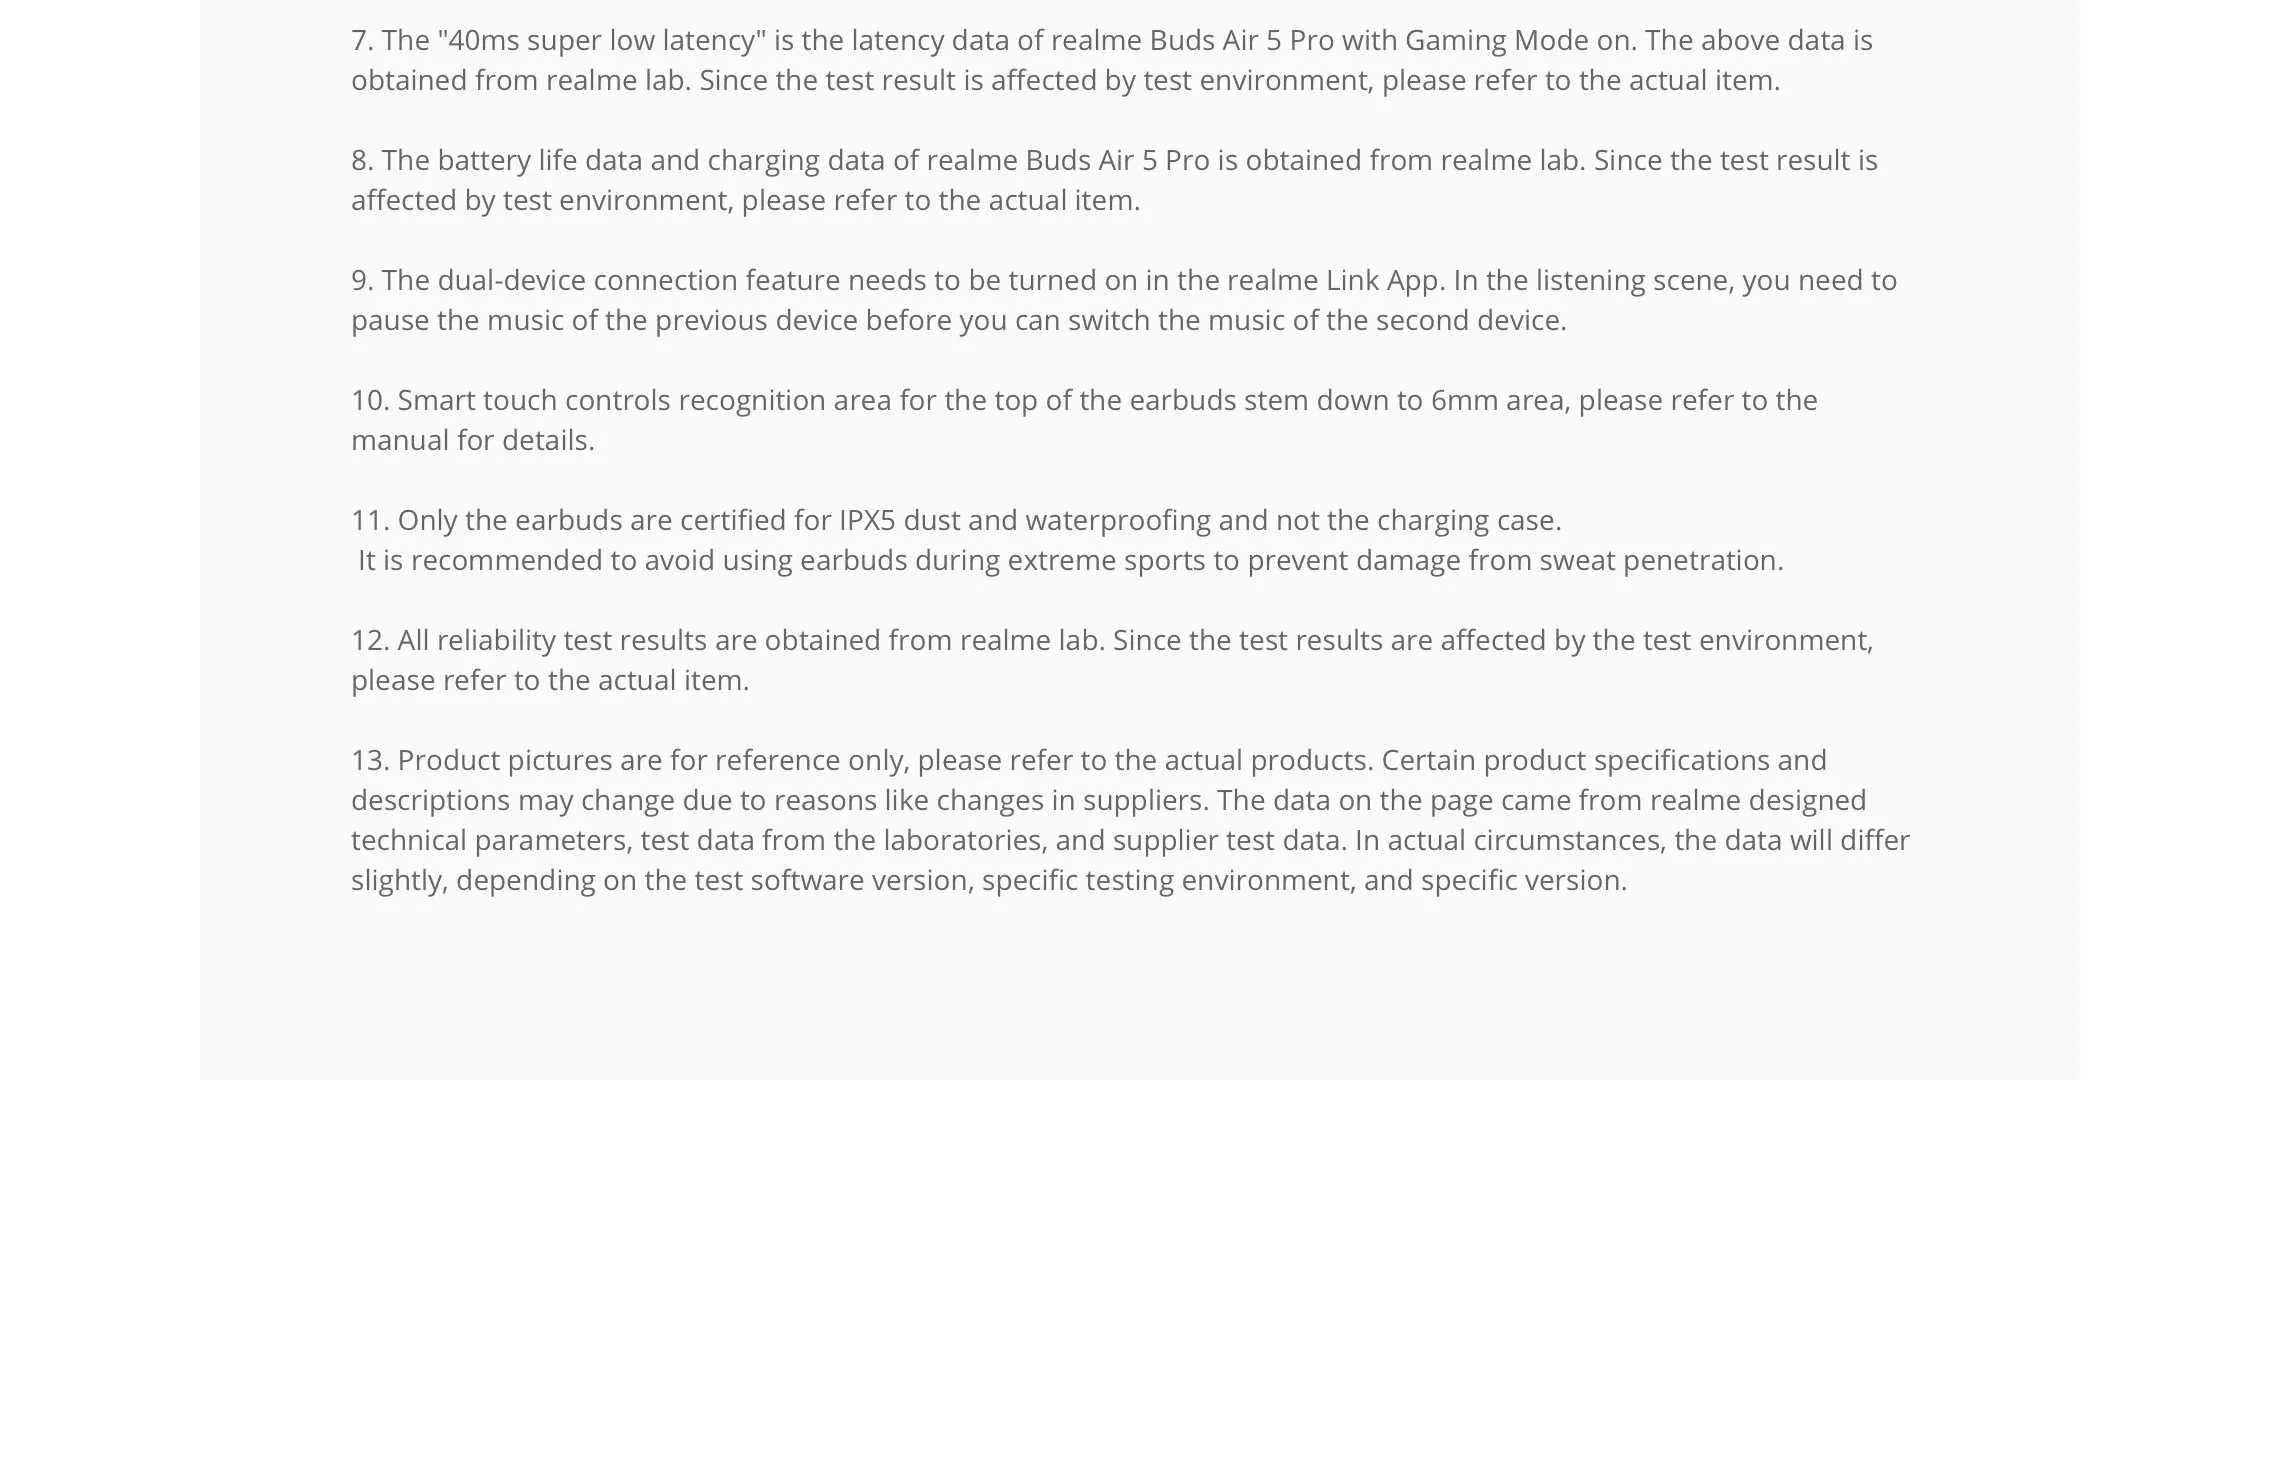 7. The "40ms super low latency" is the latency data of realme Buds Air 5 Pro with Gaming Mode on. The above data is
obtained from realme lab. Since the test result is affected by test environment, please refer to the actual item.
8. The battery life data and charging data of realme Buds Air 5 Pro is obtained from realme lab. Since the test result is
affected by test environment, please refer to the actual item.
9. The dual-device connection feature needs to be turned on in the realme Link App. In the listening scene, you need to
pause the music of the previous device before you can switch the music of the second device.
10. Smart touch controls recognition area for the top of the earbuds stem down to 6mm area, please refer to the
manual for details.
11. Only the earbuds are certified for IPX5 dust and waterproofing and not the charging case.
It is recommended to avoid using earbuds during extreme sports to prevent damage from sweat penetration.
12. All reliability test results are obtained from realme lab. Since the test results are affected by the test environment,
please refer to the actual item.
13. Product pictures are for reference only, please refer to the actual products. Certain product specifications and
descriptions may change due to reasons like changes in suppliers. The data on the page came from realme designed
technical parameters, test data from the laboratories, and supplier test data. In actual circumstances, the data will differ
slightly, depending on the test software version, specific testing environment, and specific version.